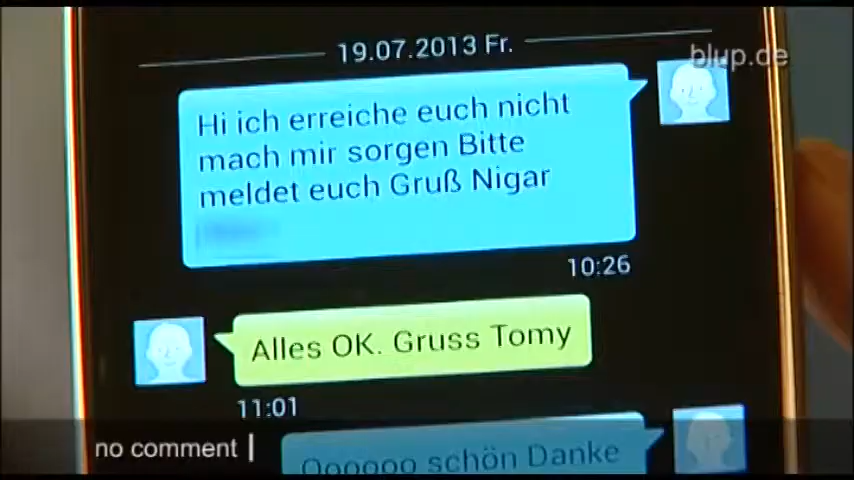 19.07.2013 Fr.
blup.de
Hi ich erreiche euch nicht
mach mir sorgen Bitte
meldet euch Gruß Nigar
10:26
Alles OK. Gruss Tomy
11:01
no comment
Oooooo schön Danke